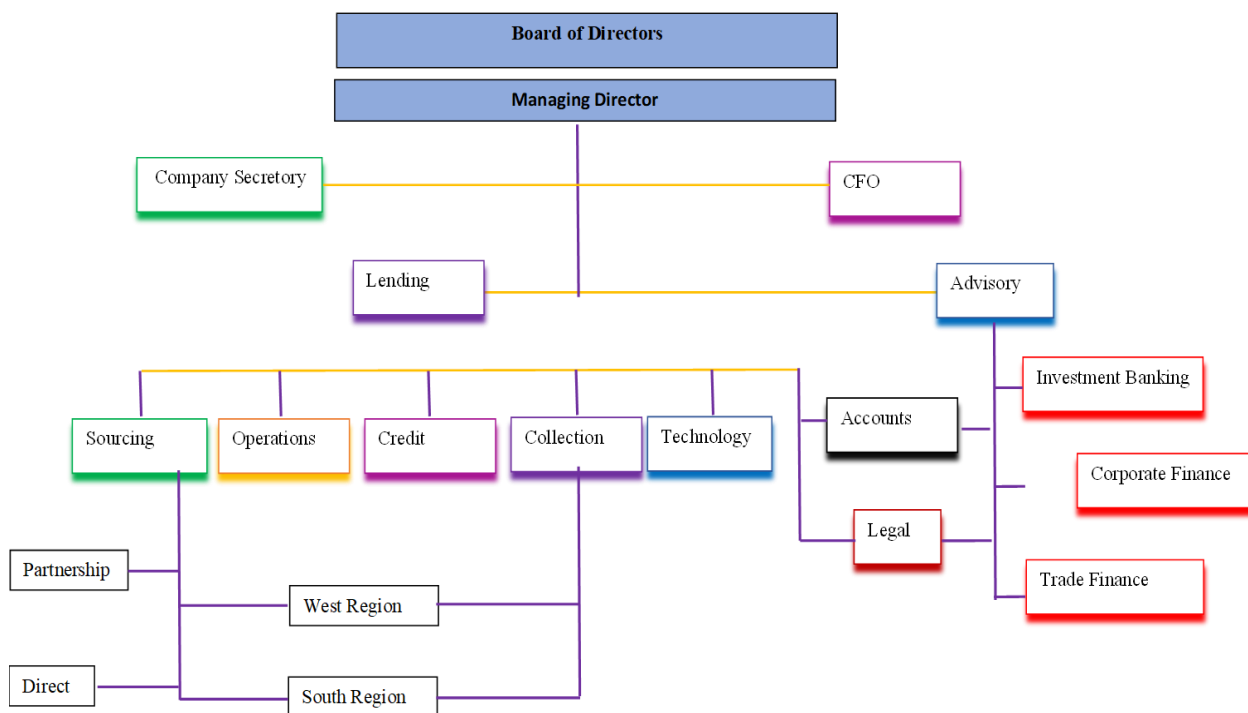 Board of Directors
Managing Director
Company Secretary
CFO
Lending
Advisory
Investment Banking
Accounts
Sourcing
Operations
Credit
Collection
Technology
Corporate Finance
Legal
Partnership
Trade Finance
West Region
Direct
South Region